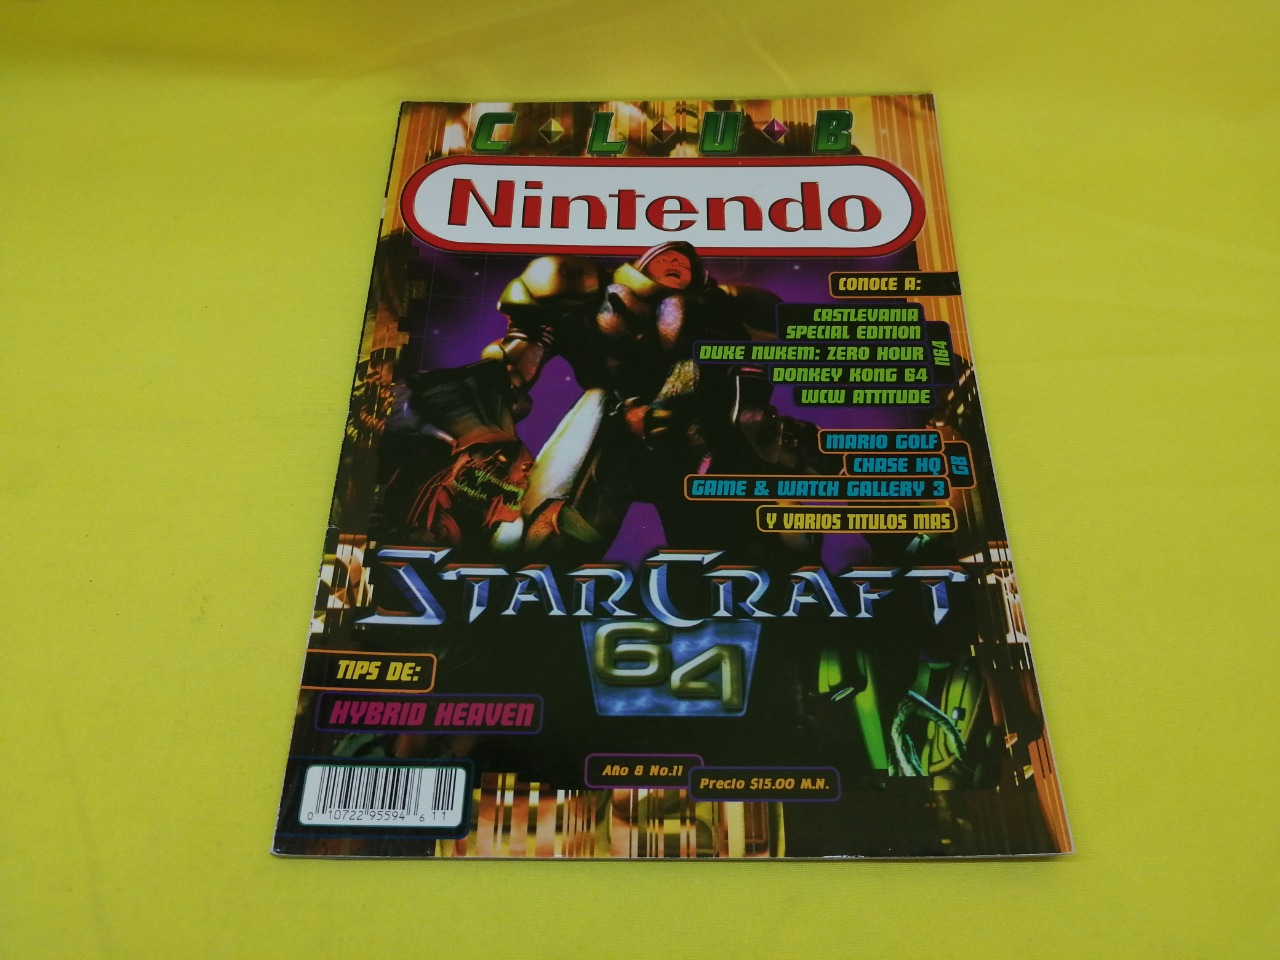 CLUB
Nintendo
CONOCE A:
CASTLEVANIA
SPECIAL EDITION
DUKE NUKEM: ZERO HOUR
DONKEY KONG 64
WCW ATTITUDE
n64
MARIO GOLF
CHASE HQ
GAME & WATCH GALLERY 3
GB
Y VARIOS TITULOS MAS
STARCRAFT
64
TIPS DE:
HYBRID HEAVEN
Año 8 No.11
Precio $15.00 M.N.
0 10722 95594 6 11